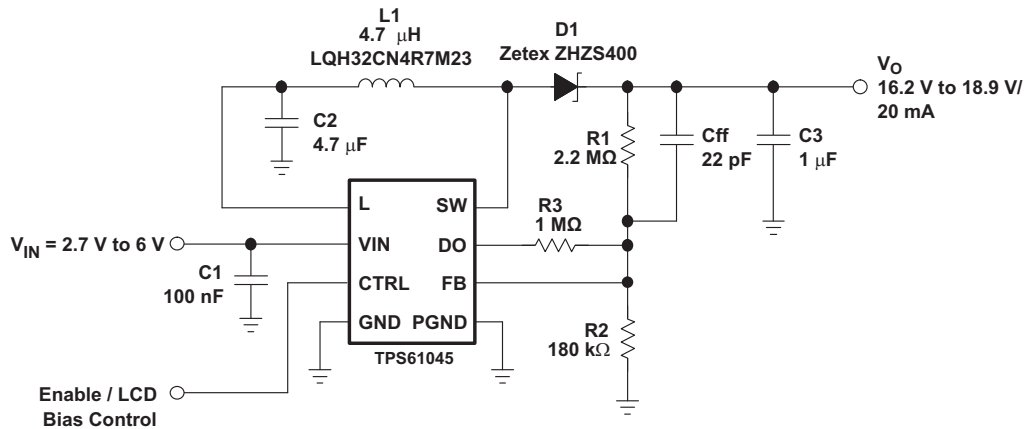 L1
4.7 μH
LQH32CN4R7M23
D1
Zetex ZHZS400
VO
16.2 V to 18.9 V/
20 mA
C2
4.7 μF
R1
2.2 MΩ
Cff
22 pF
C3
1 μF
L
SW
R3
1 MΩ
VIN = 2.7 V to 6 V
VIN
DO
C1
100 nF
CTRL
FB
GND
PGND
R2
180 kΩ
TPS61045
Enable / LCD
Bias Control